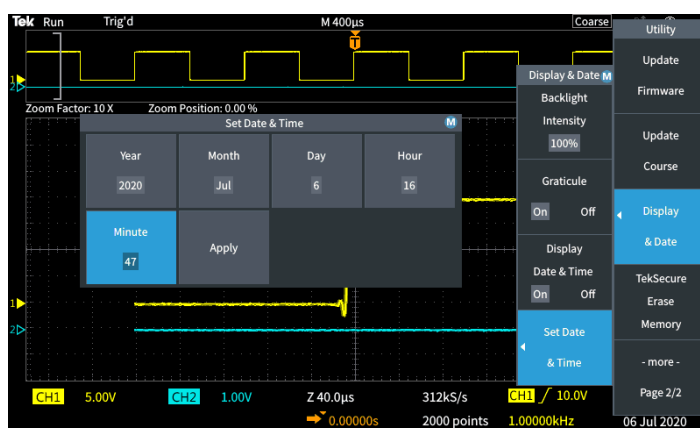 Tek Run Trig'd M 400µs Coarse
T
1
2
Zoom Factor: 10 X Zoom Position: 0.00 %
Set Date & Time M
Year
2020
Month
Jul
Day
6
Hour
16
Minute
47
Apply
1
2
Display & Date M
Backlight
Intensity
100%
Graticule
On Off
Display
Date & Time
On Off
Set Date
& Time
Utility
Update
Firmware
Update
Course
Display
& Date
TekSecure
Erase
Memory
- more -
Page 2/2
CH1 5.00V CH2 1.00V Z 40.0µs 312kS/s CH1 10.0V
0.00000s 2000 points 1.00000kHz 06 Jul 2020